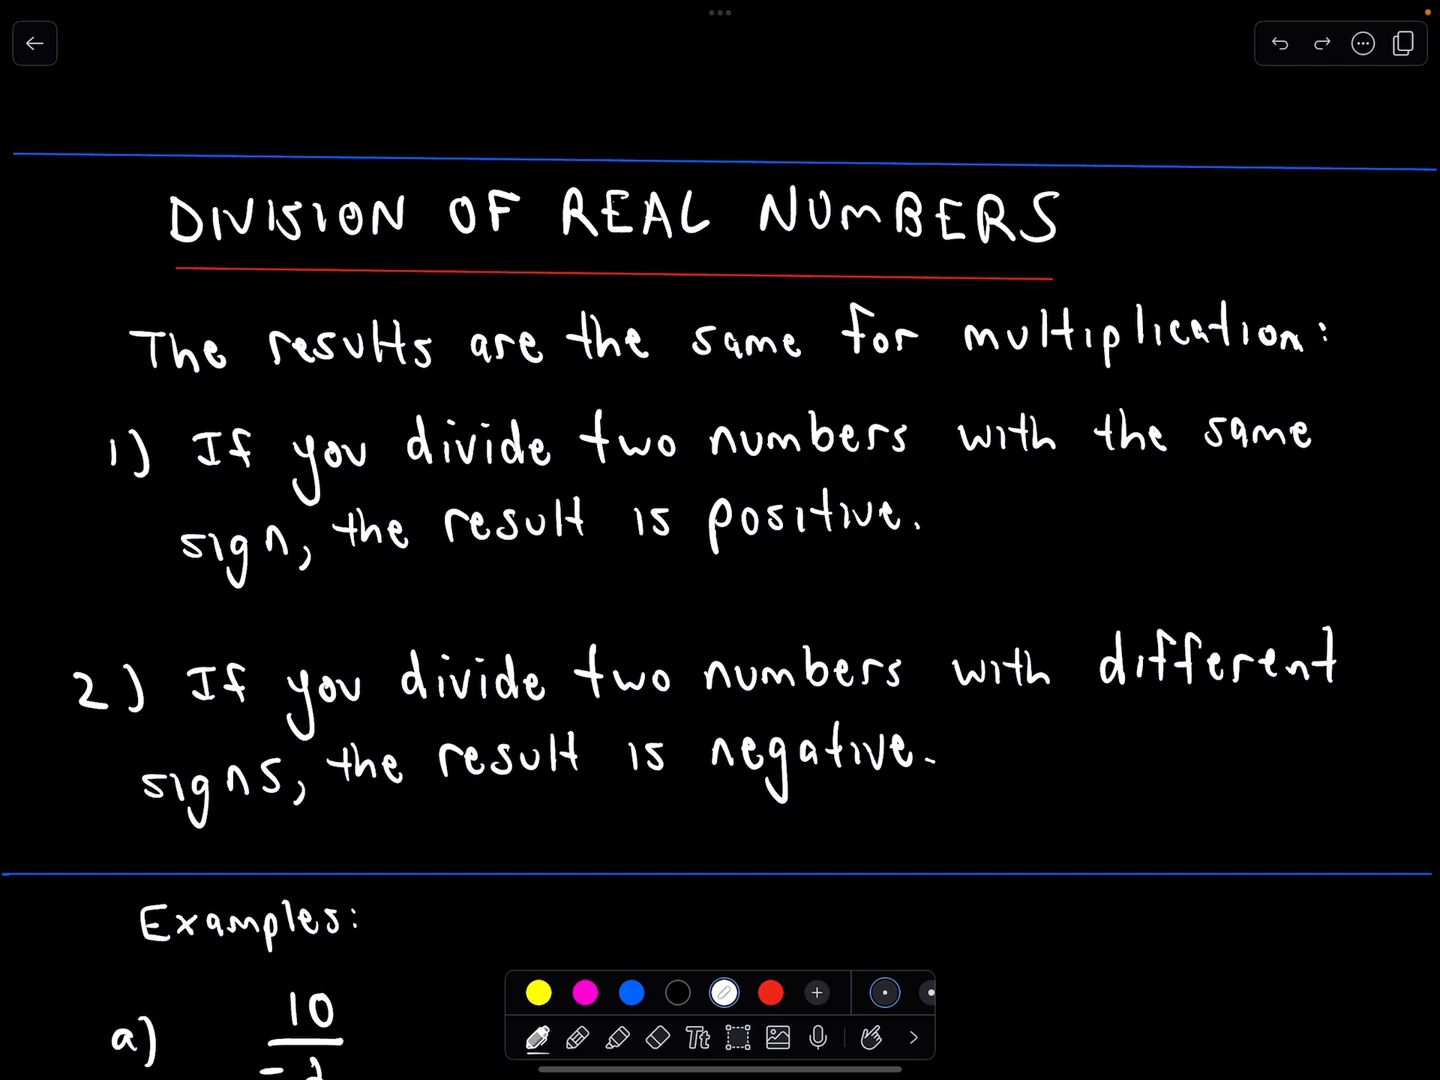 DIVISION OF REAL NUMBERS
The results are the same for multiplication:
1) If you divide two numbers with the same
sign, the result is positive.
2) If you divide two numbers with different
signs, the result is negative.
Examples:
a) 10
Tt